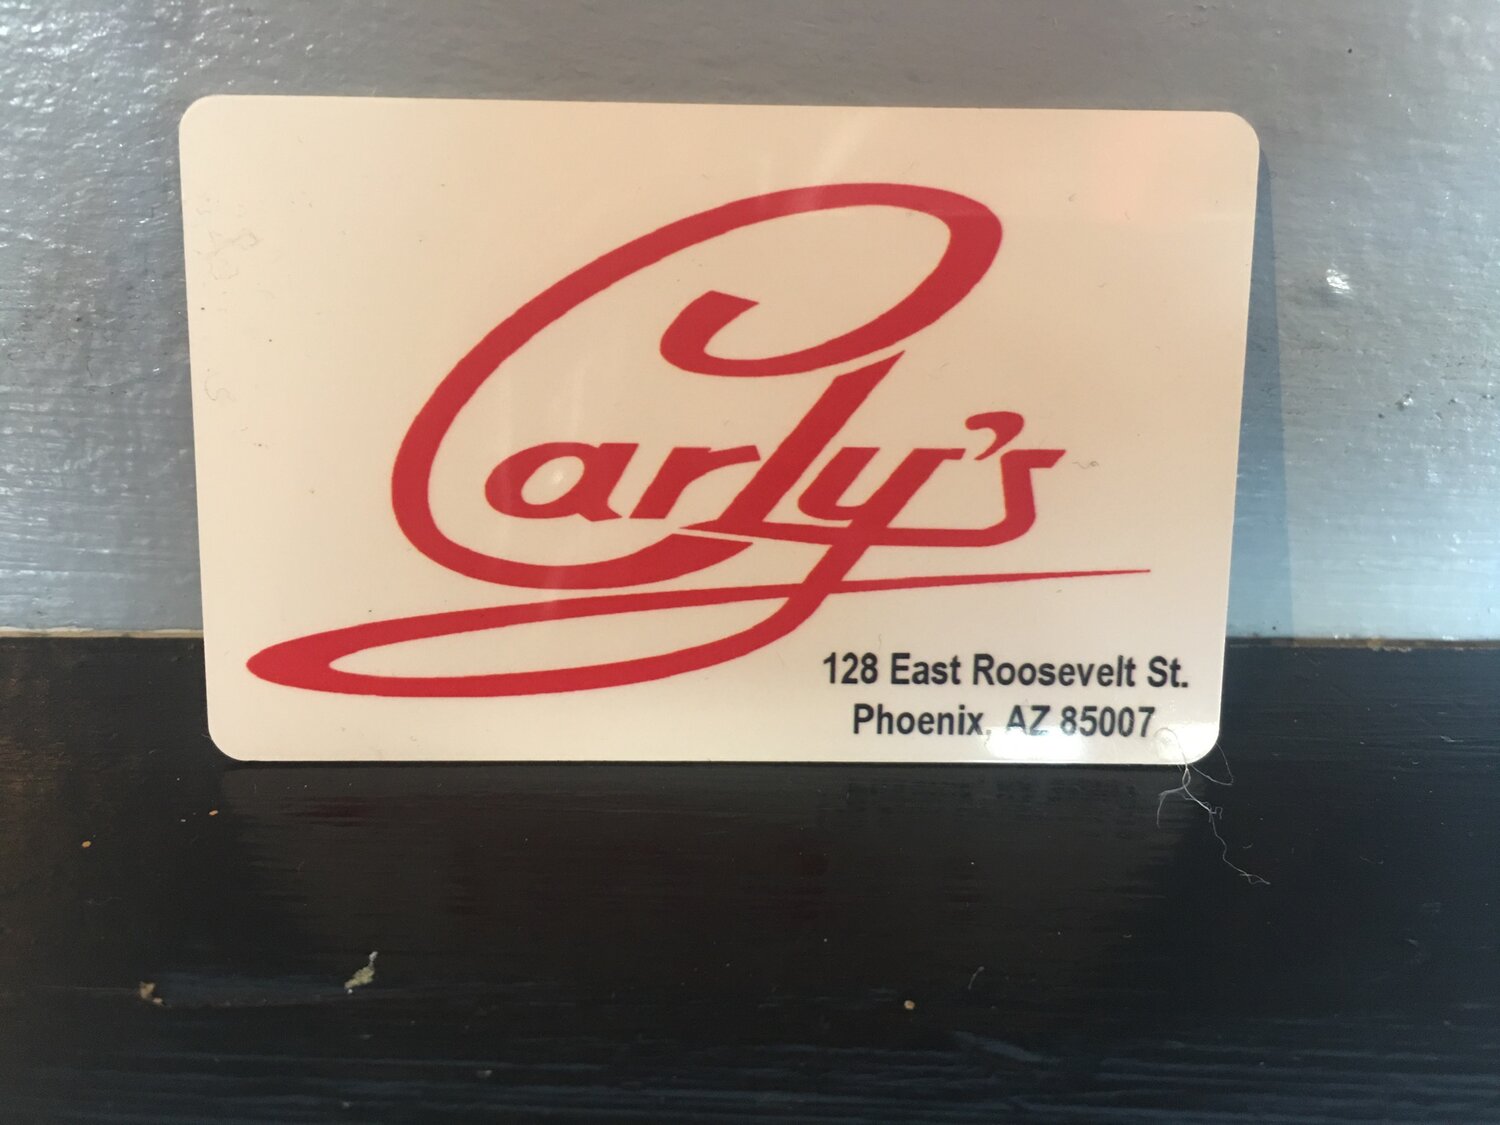 Carly's
128 East Roosevelt St.
Phoenix, AZ 85007